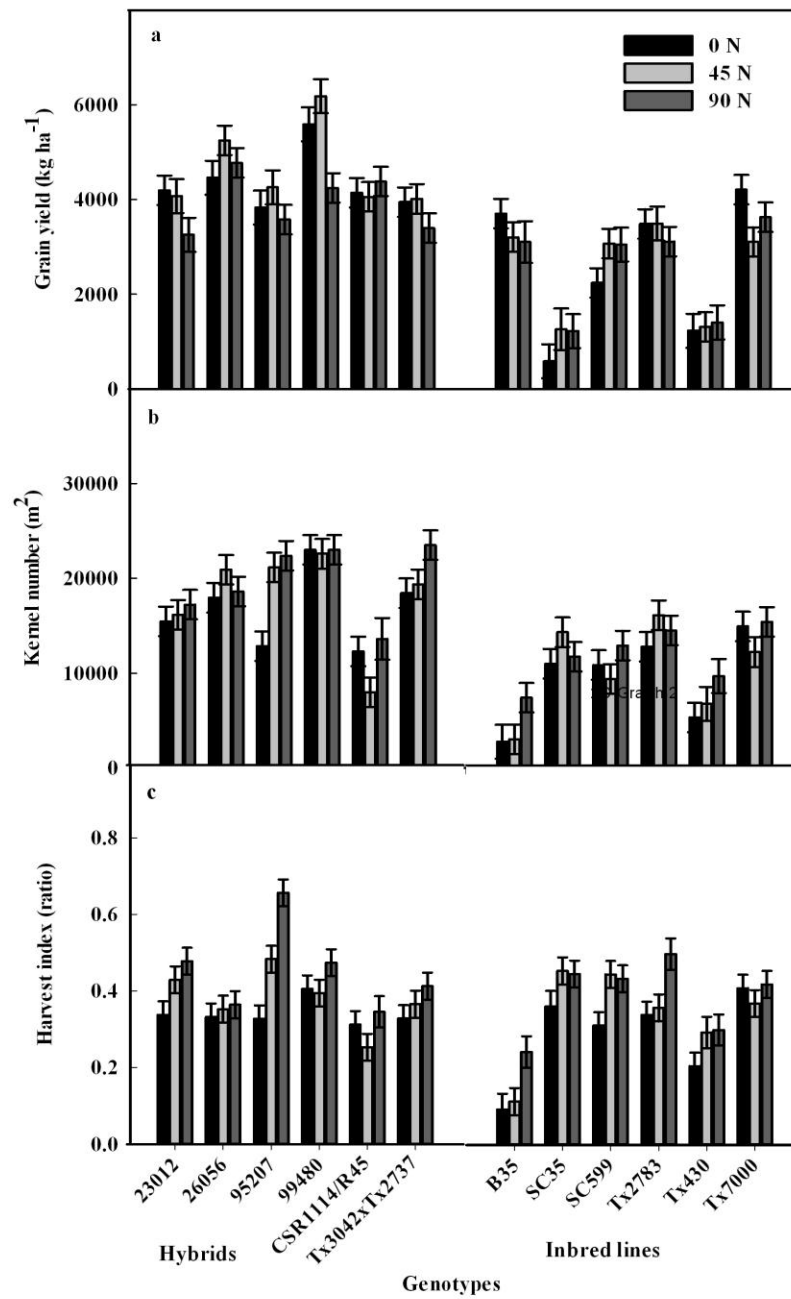 a
0 N
45 N
90 N
Grain yield (kg ha⁻¹)
6000
4000
2000
0
b
Kernel number (m²)
30000
20000
10000
0
2D Graph 2
c
Harvest index (ratio)
0.8
0.6
0.4
0.2
0.0
23012
26056
95207
99480
CSR1114/R45
Tx3042xTx2737
B35
SC35
SC599
Tx2783
Tx430
Tx7000
Hybrids
Inbred lines
Genotypes